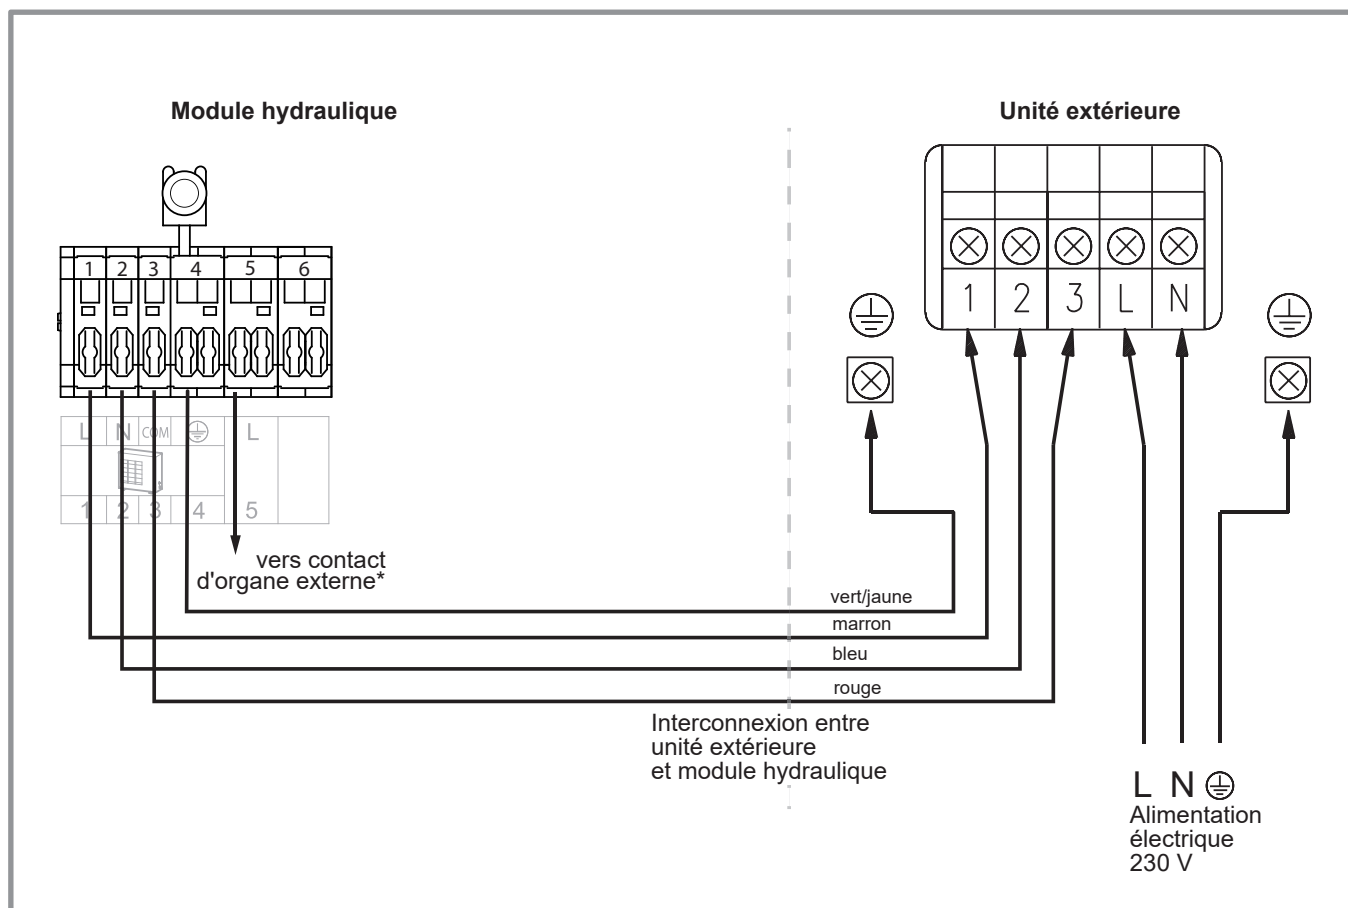 Module hydraulique
Unité extérieure
1 2 3 4 5 6
1 2 3 L N
L N COM L
1 2 3 4 5
vers contact
d'organe externe*
vert/jaune
marron
bleu
rouge
Interconnexion entre
unité extérieure
et module hydraulique
L N
Alimentation
électrique
230 V